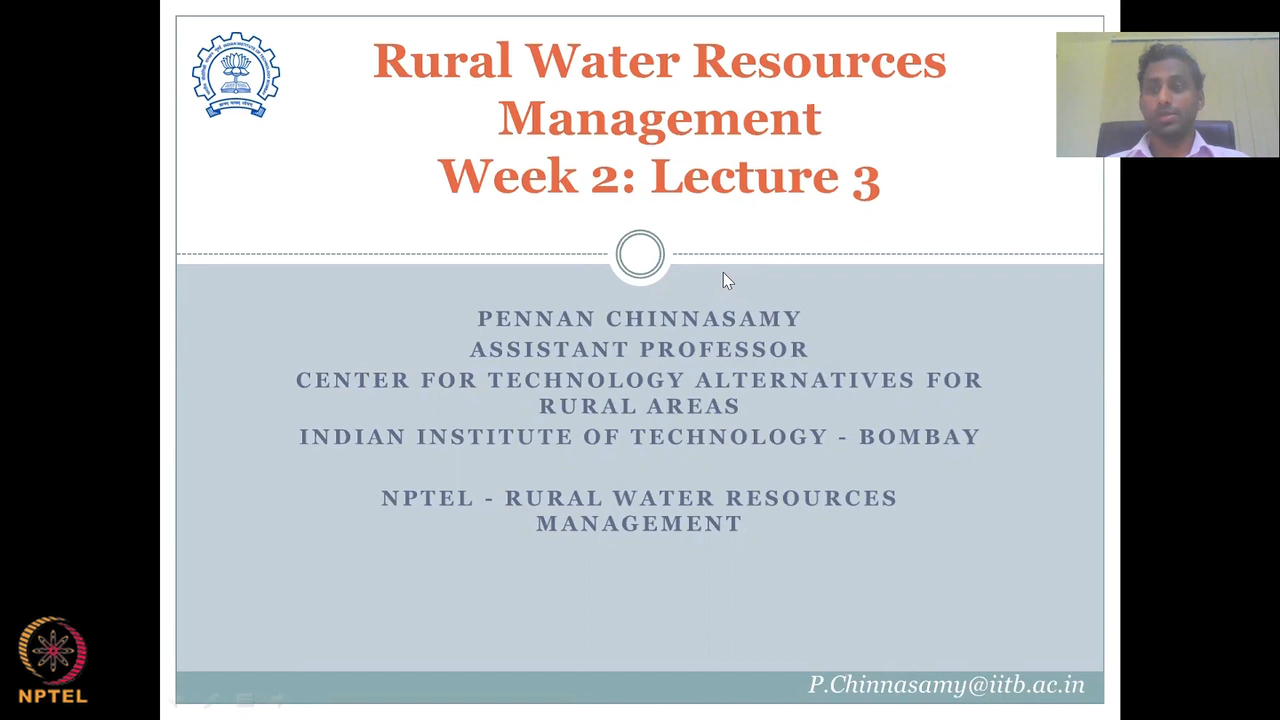 Rural Water Resources
Management
Week 2: Lecture 3
PENNAN CHINNASAMY
ASSISTANT PROFESSOR
CENTER FOR TECHNOLOGY ALTERNATIVES FOR
RURAL AREAS
INDIAN INSTITUTE OF TECHNOLOGY - BOMBAY
NPTEL - RURAL WATER RESOURCES
MANAGEMENT
P.Chinnasamy@iitb.ac.in
NPTEL